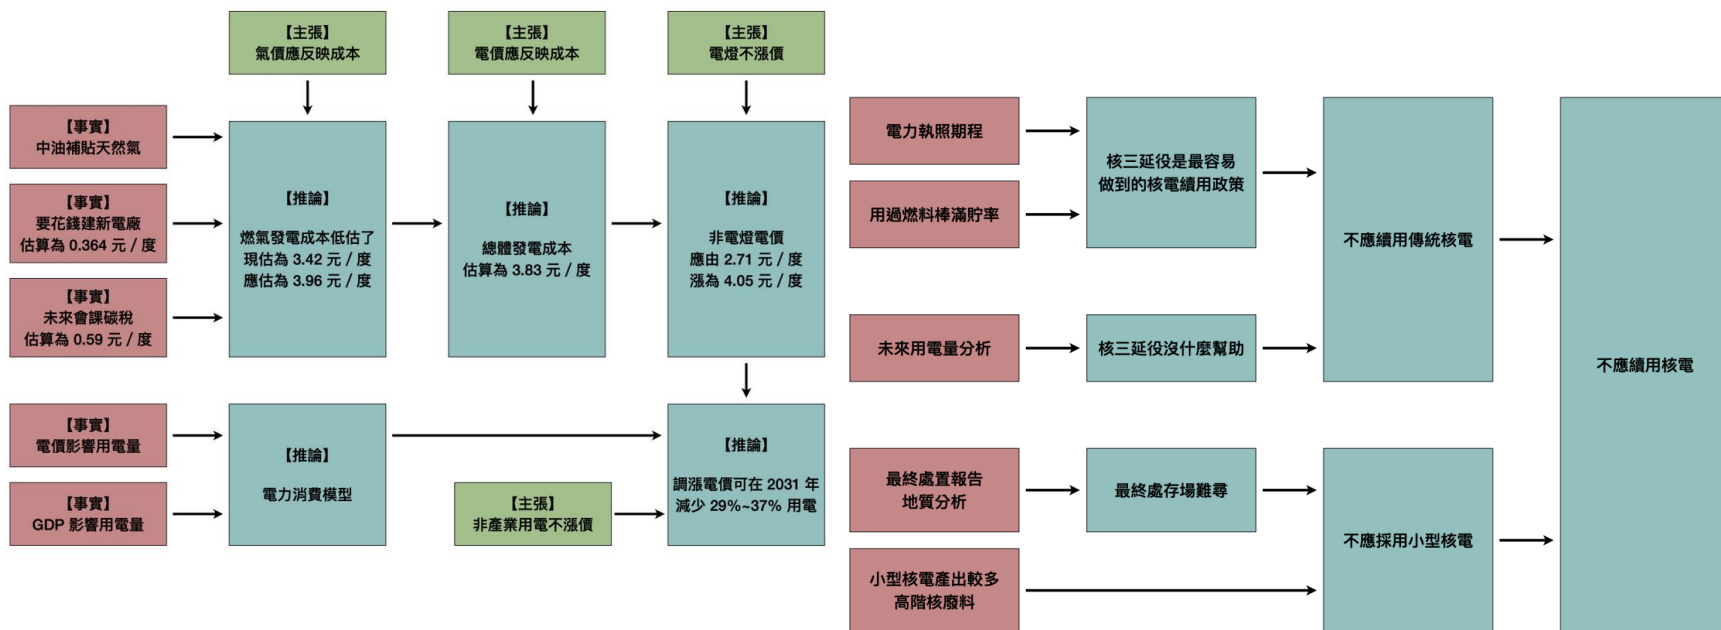 【主張】
氣價應反映成本
【主張】
電價應反映成本
【主張】
電燈不漲價
【事實】
中油補貼天然氣
【事實】
要花錢建新電廠
估算為 0.364 元 / 度
【事實】
未來會課碳稅
估算為 0.59 元 / 度
【推論】
燃氣發電成本低估了
現估為 3.42 元 / 度
應估為 3.96 元 / 度
【推論】
總體發電成本
估算為 3.83 元 / 度
【推論】
非電燈電價
應由 2.71 元 / 度
漲為 4.05 元 / 度
【事實】
電價影響用電量
【事實】
GDP 影響用電量
【推論】
電力消費模型
【主張】
非產業用電不漲價
【推論】
調漲電價可在 2031 年
減少 29%~37% 用電
電力執照期程
用過燃料棒滿貯率
核三延役是最容易
做到的核電續用政策
未來用電量分析
核三延役沒什麼幫助
不應續用傳統核電
最終處置報告
地質分析
最終處存場難尋
小型核電產出較多
高階核廢料
不應採用小型核電
不應續用核電